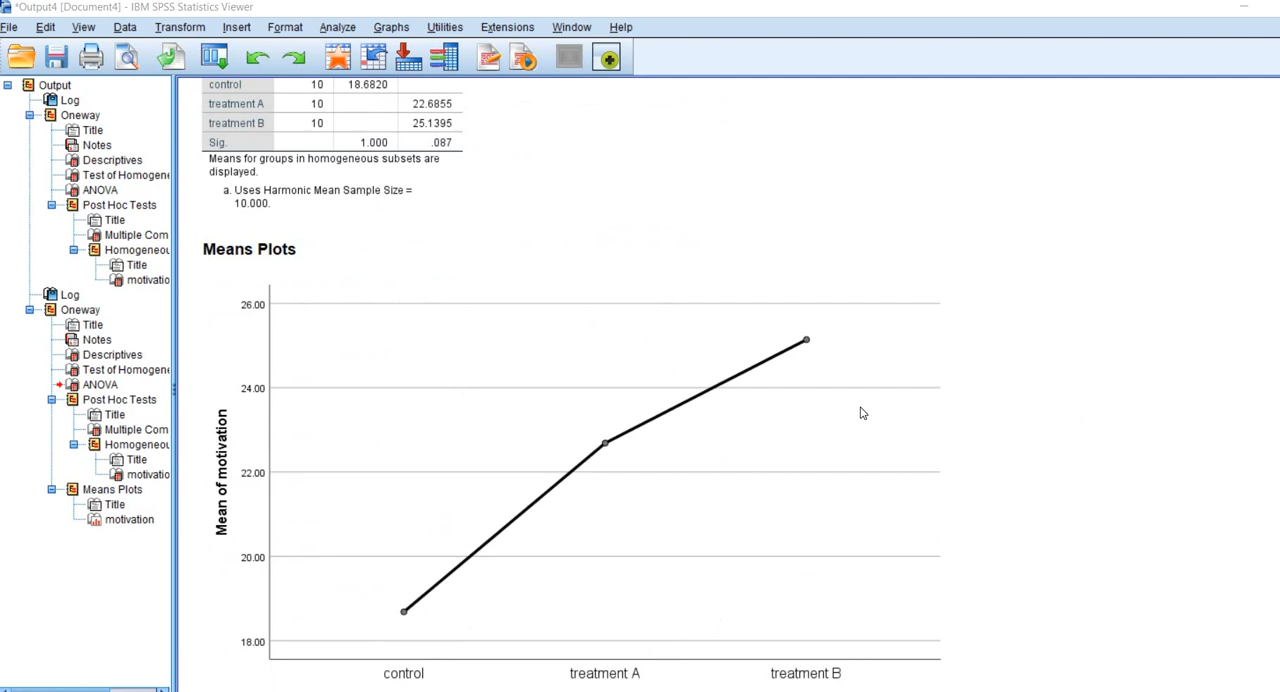 *Output4 [Document4] - IBM SPSS Statistics Viewer
File Edit View Data Transform Insert Format Analyze Graphs Utilities Extensions Window Help
Output
Log
Oneway
Title
Notes
Descriptives
Test of Homogen
ANOVA
Post Hoc Tests
Title
Multiple Com
Homogeneou
Title
motivatio
Log
Oneway
Title
Notes
Descriptives
Test of Homogen
ANOVA
Post Hoc Tests
Title
Multiple Com
Homogeneou
Title
motivatio
Means Plots
Title
motivation
control 10 18.6820
treatment A 10 22.6855
treatment B 10 25.1395
Sig. 1.000 .087
Means for groups in homogeneous subsets are
displayed.
a. Uses Harmonic Mean Sample Size =
10.000.
Means Plots
26.00
24.00
22.00
20.00
18.00
Mean of motivation
control treatment A treatment B